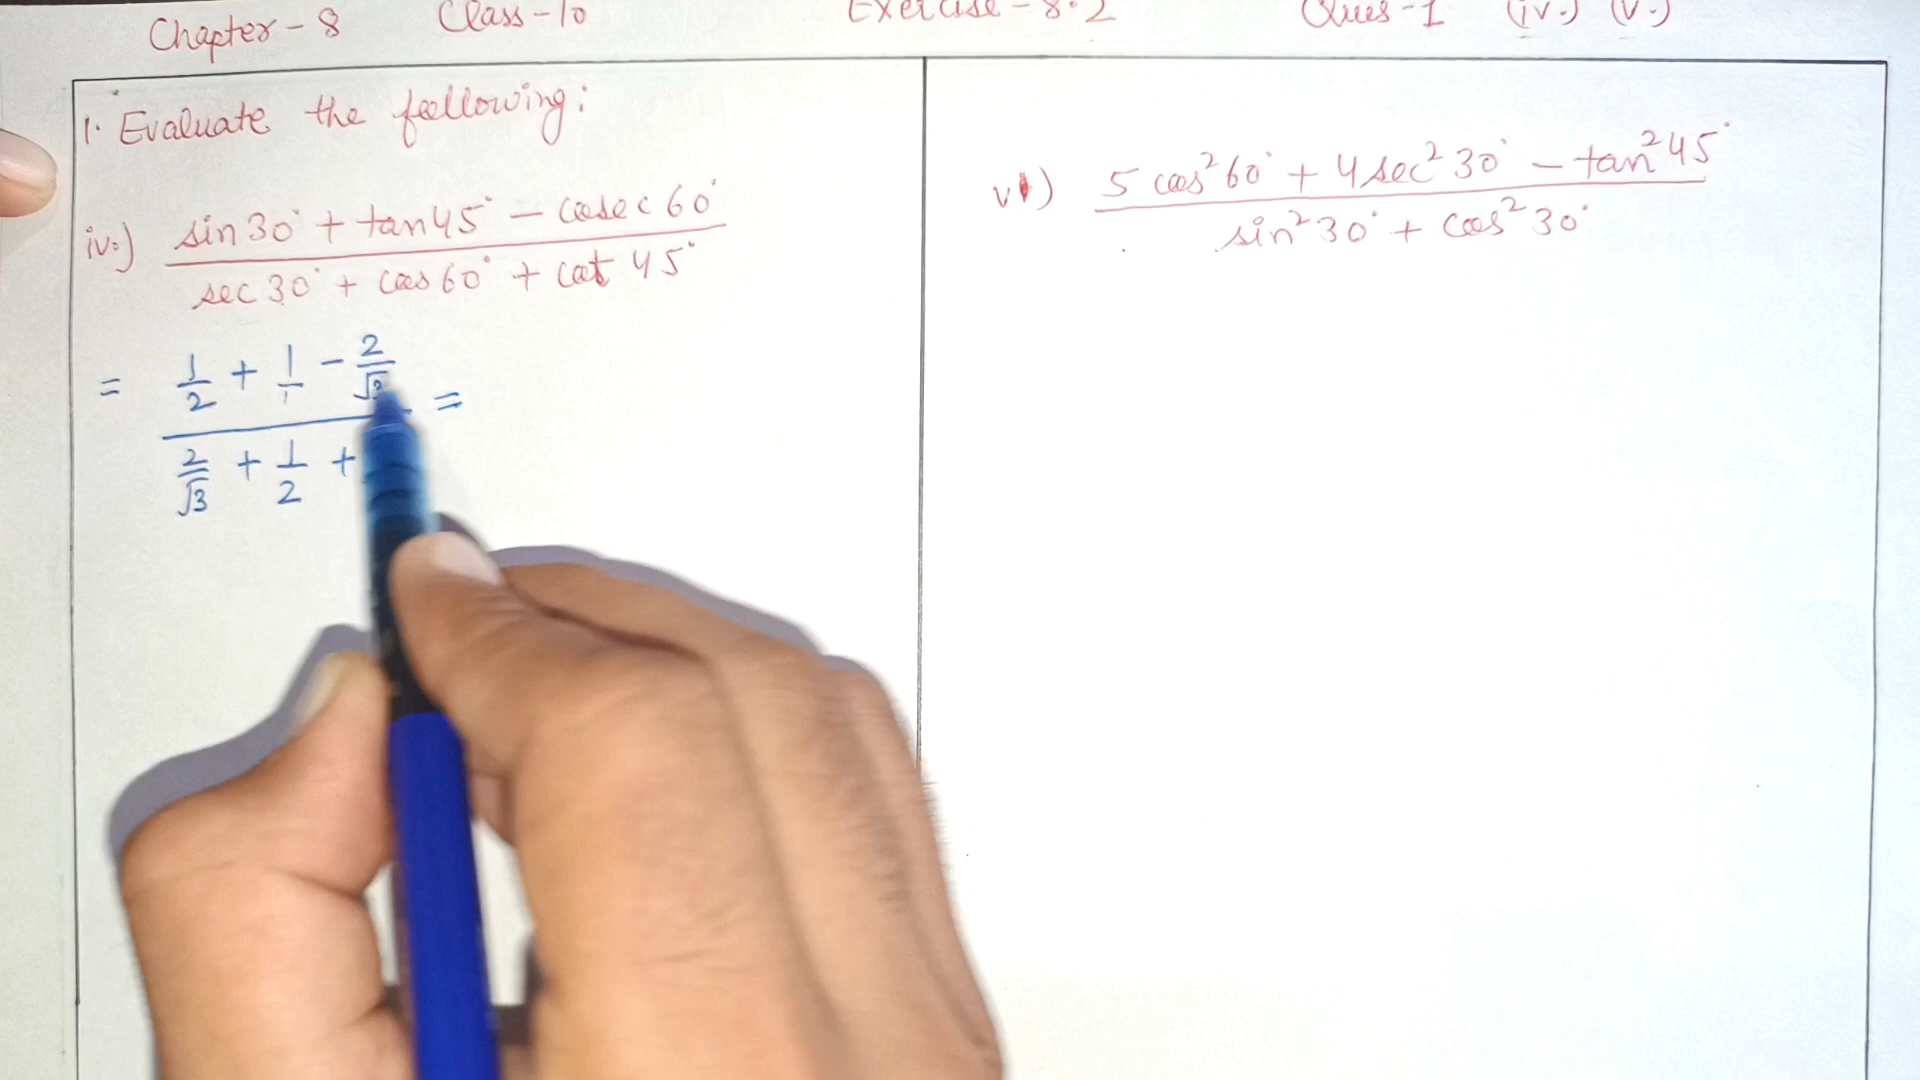 Chapter - 8 Class - 10 Exercise - 8.2 Ques - 1 (iv.) (v.)
1. Evaluate the following:
iv.) sin 30° + tan 45° - cosec 60°
sec 30° + cos 60° + cot 45°
= 1/2 + 1/1 - 2/√3 =
2/√3 + 1/2 +
v) 5 cos² 60° + 4 sec² 30° - tan² 45°
sin² 30° + cos² 30°